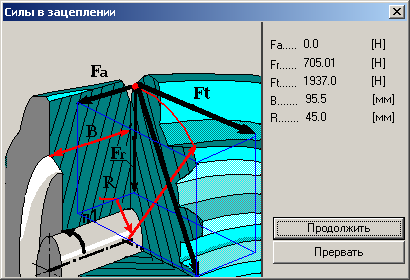 Силы в зацеплении
Fa
Ft
B
Fr
R
n1
Fa..... 0.0 [Н]
Fr..... 705.01 [Н]
Ft..... 1937.0 [Н]
B...... 95.5 [мм]
R...... 45.0 [мм]
Продолжить
Прервать